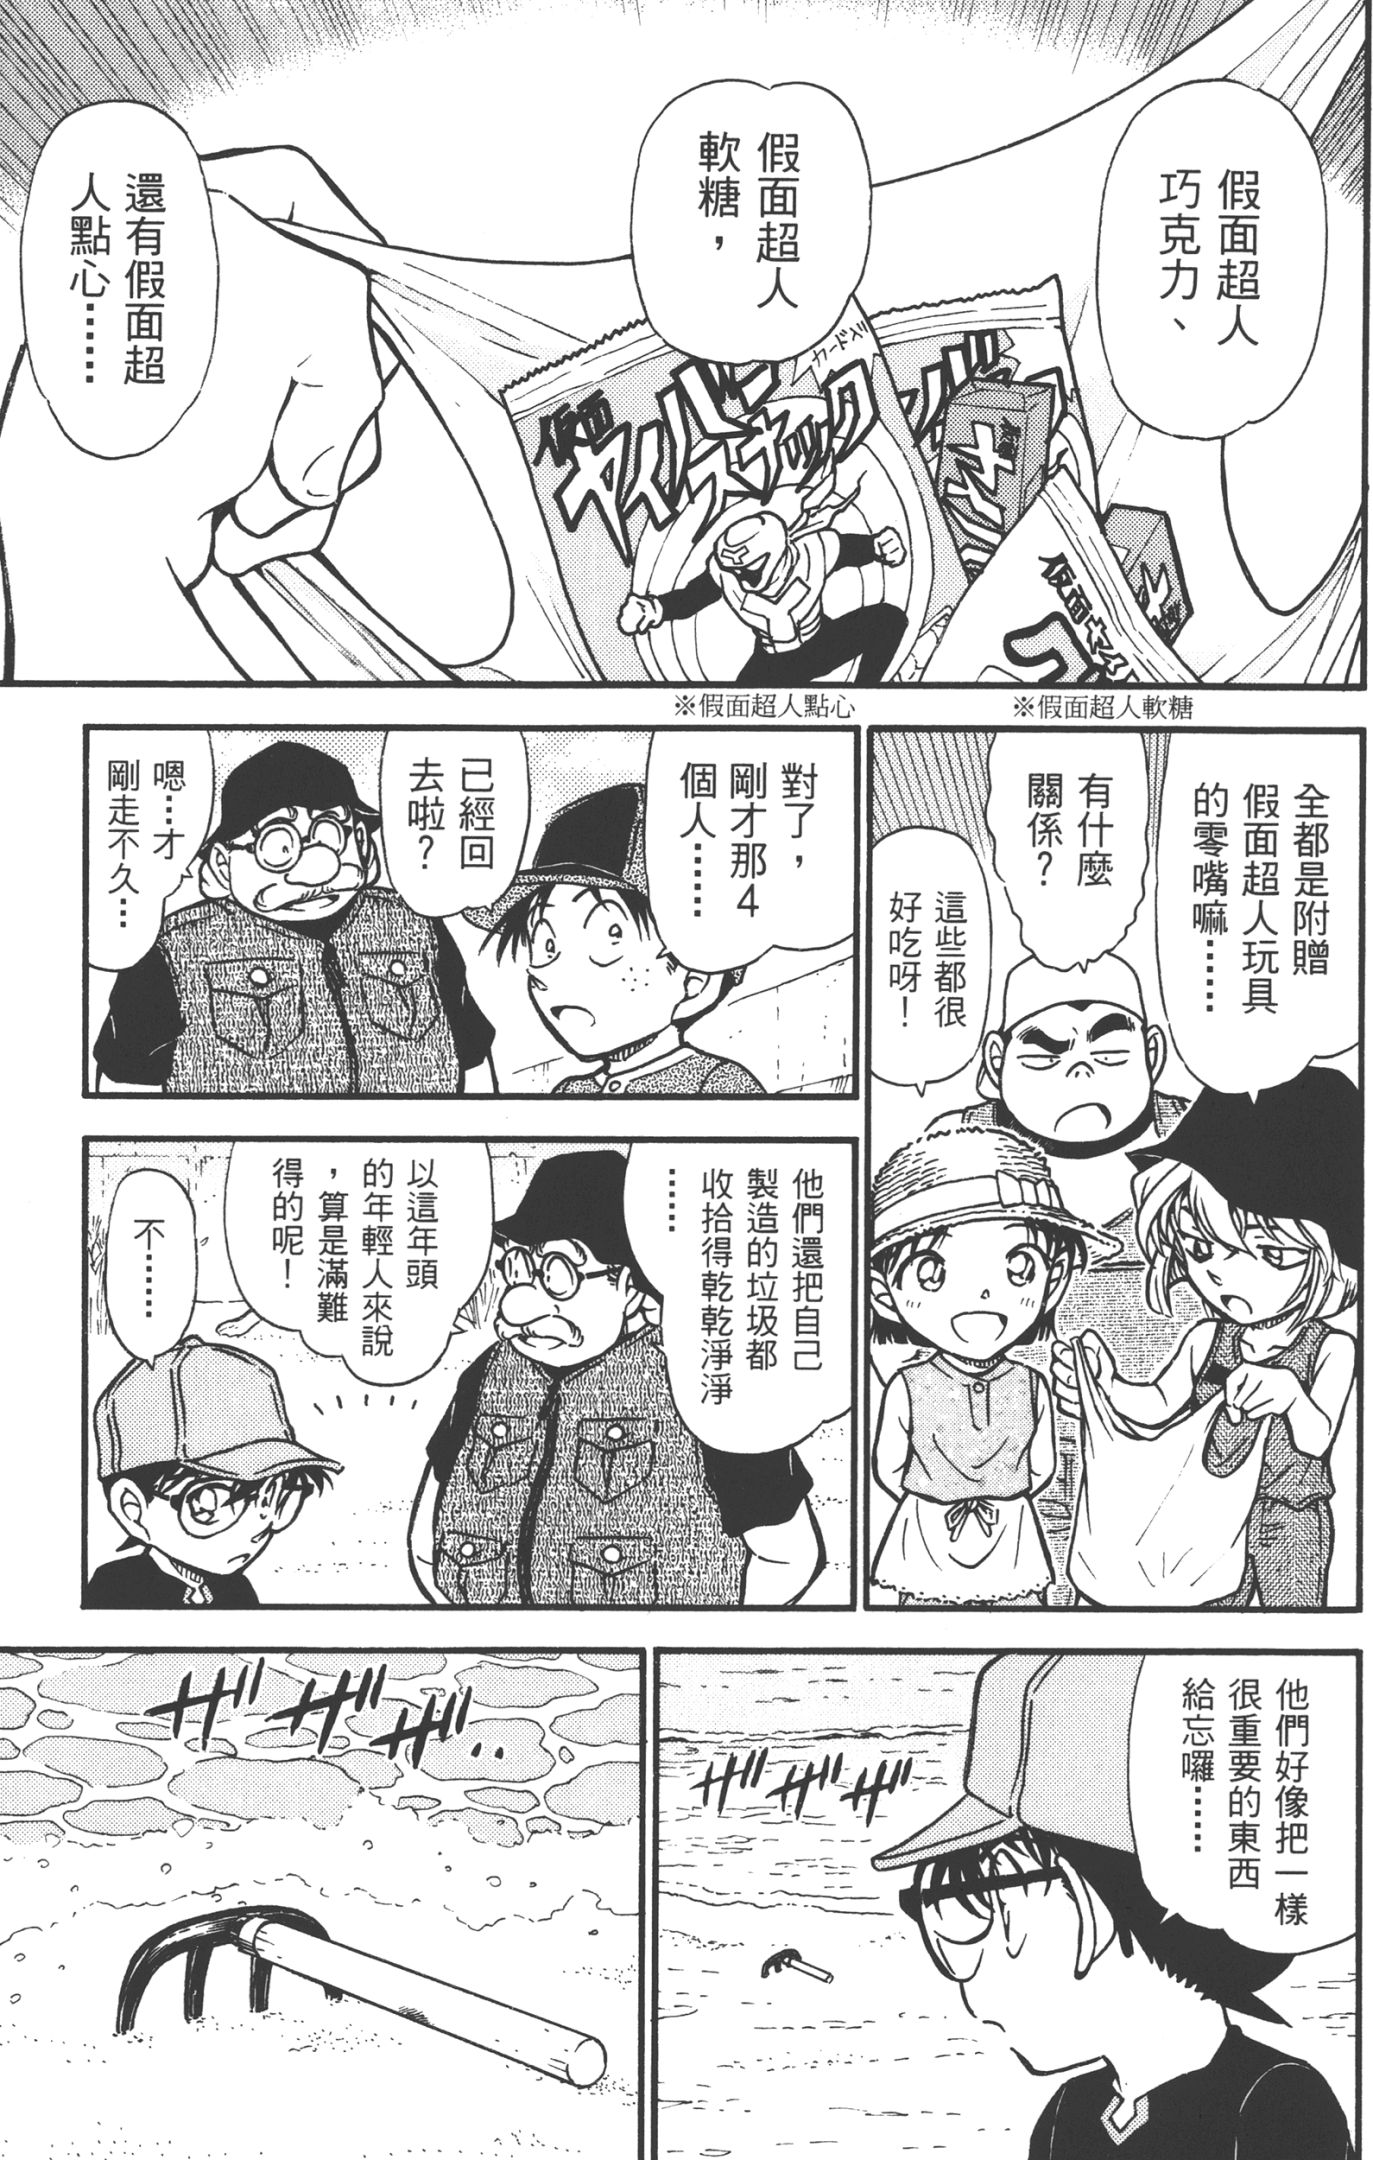 假面超人
巧克力、
假面超人
軟糖，
還有假面超
人點心……
カード入り
仮面
ヤイバー
スナック
仮面ヤイバ
※假面超人點心
※假面超人軟糖
全都是附贈
假面超人玩具
的零嘴嘛……
有什麼
關係？
這些都很
好吃呀！
對了，
剛才那4
個人……
已經回
去啦？
嗯…才
剛走不久…
他們還把自己
製造的垃圾都
收拾得乾乾淨淨
……
以這年頭
的年輕人來說
，算是滿難
得的呢！
不……
他們好像把一樣
很重要的東西
給忘囉……
ザザザ
ザザザ…